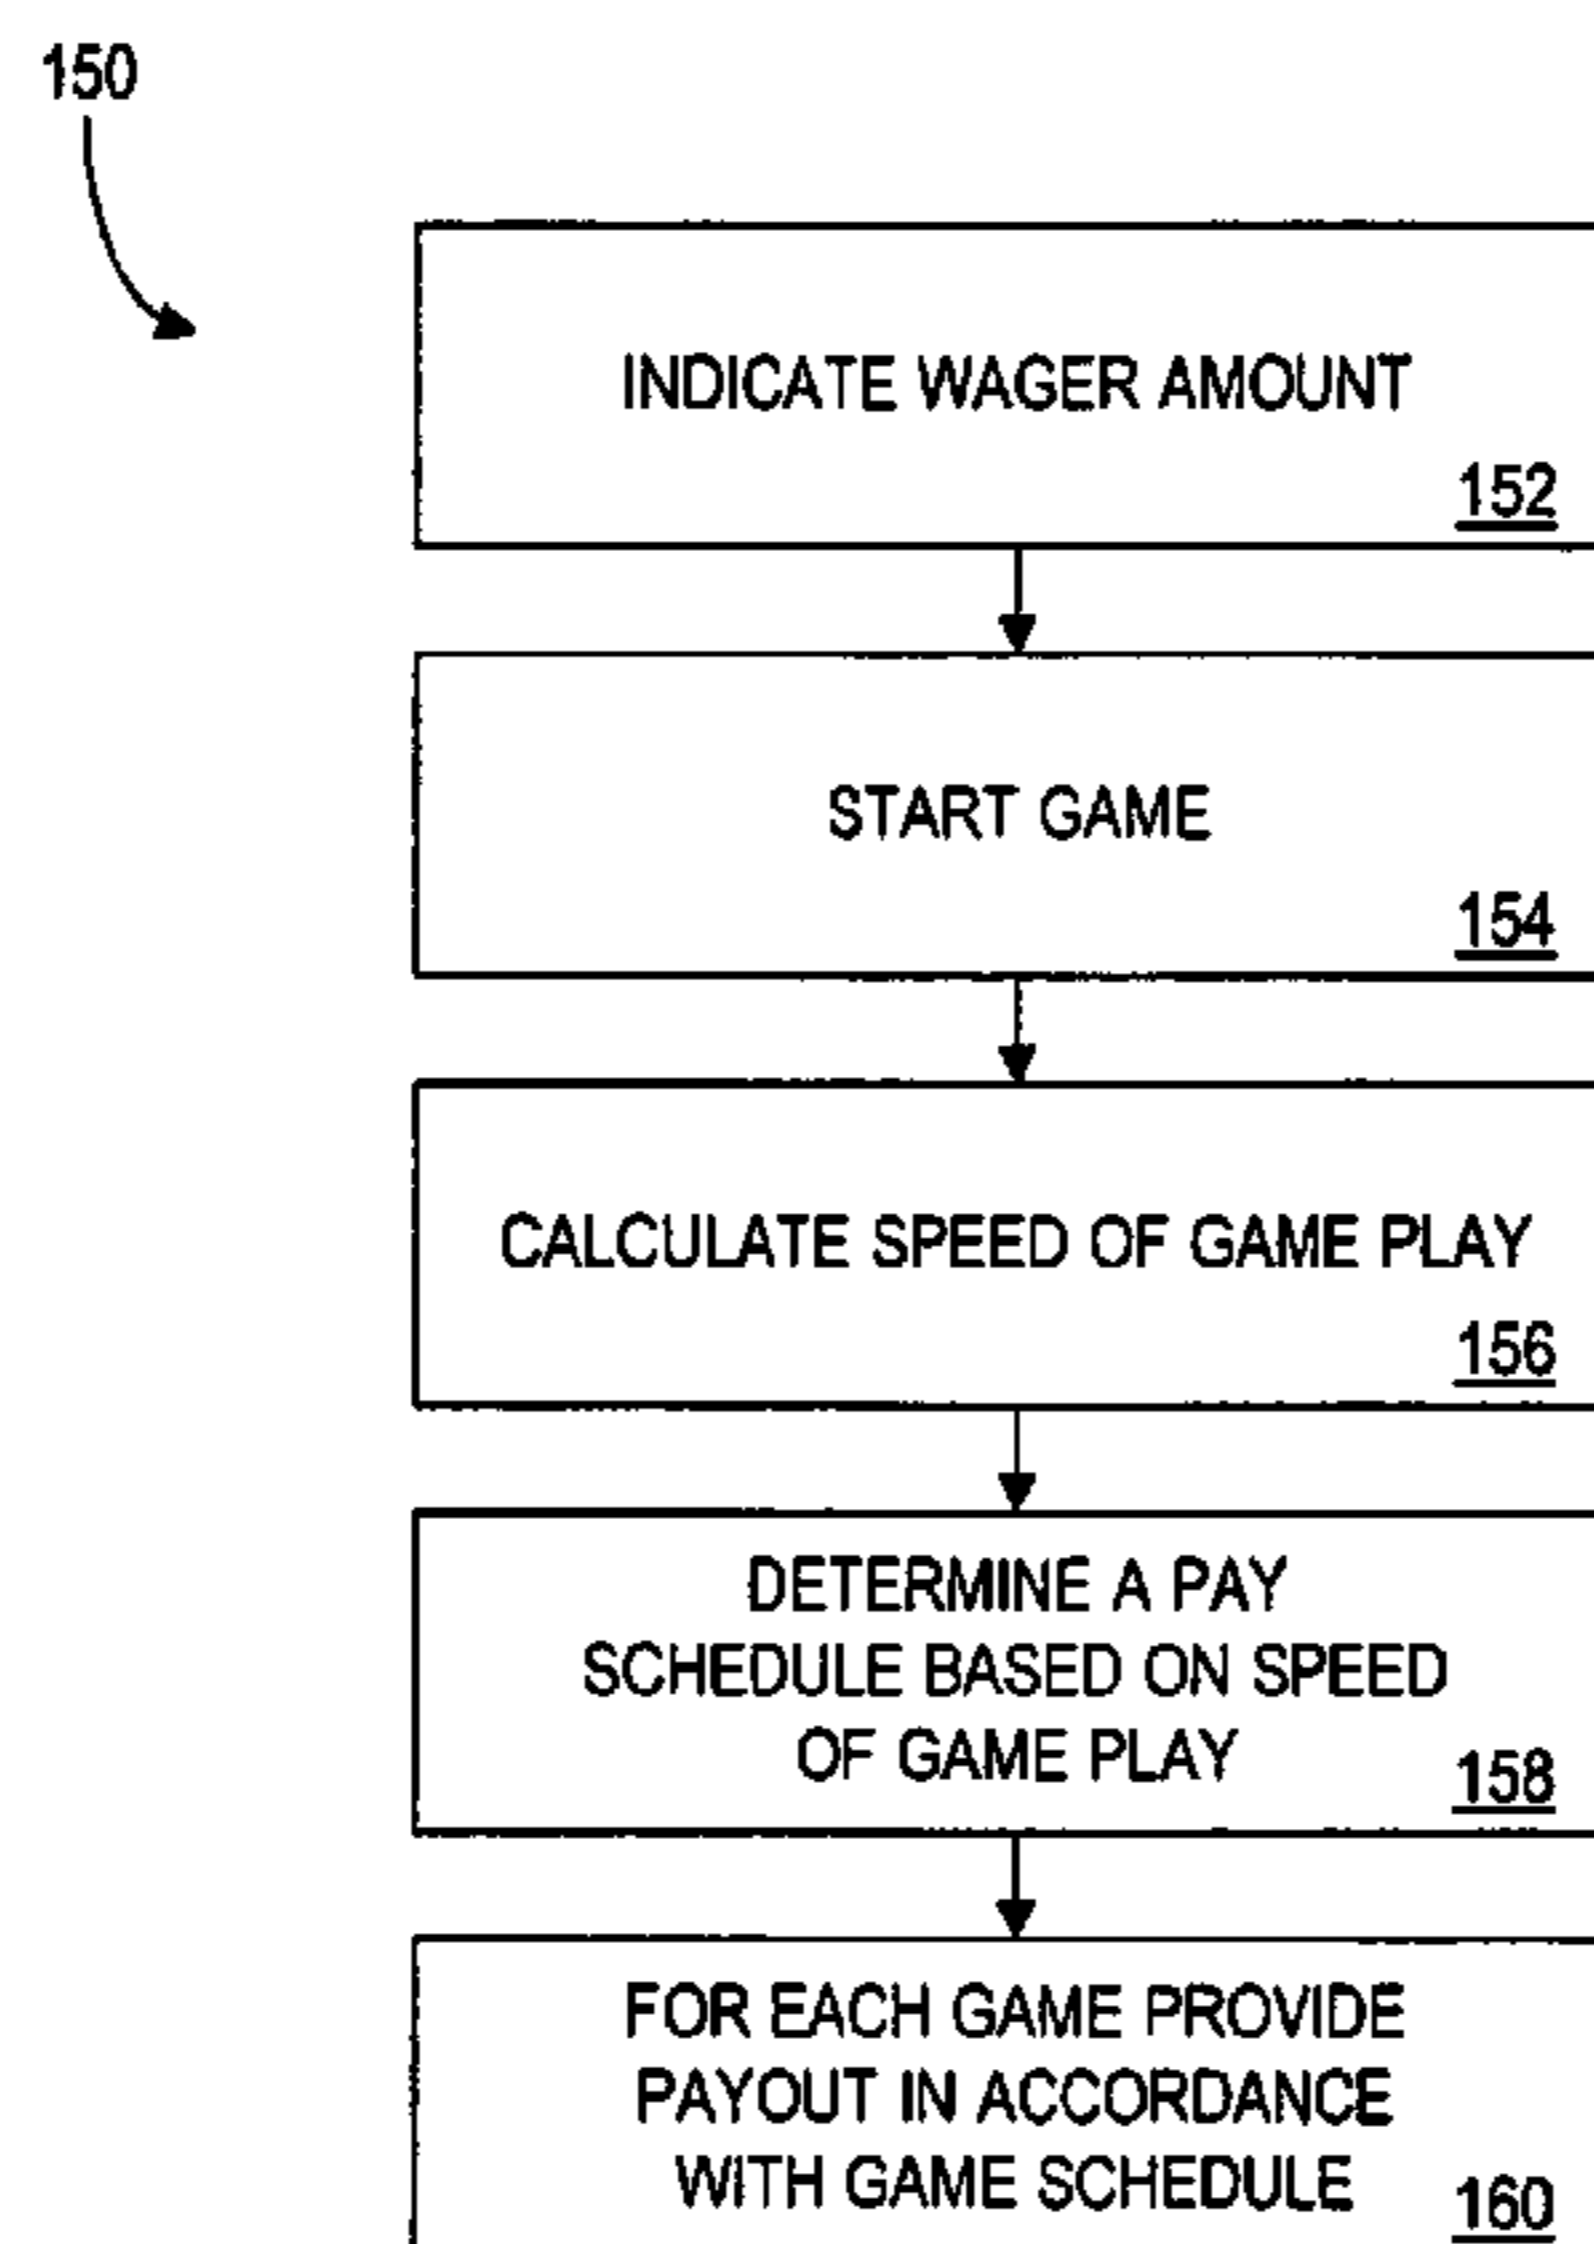 150
INDICATE WAGER AMOUNT
152
START GAME
154
CALCULATE SPEED OF GAME PLAY
156
DETERMINE A PAY
SCHEDULE BASED ON SPEED
OF GAME PLAY
158
FOR EACH GAME PROVIDE
PAYOUT IN ACCORDANCE
WITH GAME SCHEDULE
160